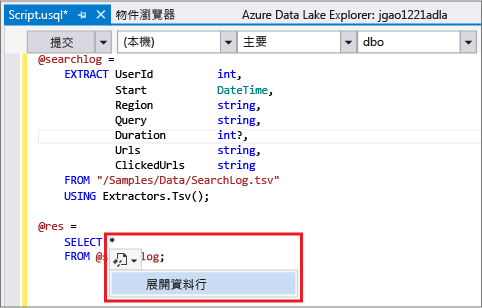 Script.usql* 物件瀏覽器 Azure Data Lake Explorer: jgao1221adla
提交 (本機) 主要 dbo
@searchlog =
EXTRACT UserId int,
Start DateTime,
Region string,
Query string,
Duration int?,
Urls string,
ClickedUrls string
FROM "/Samples/Data/SearchLog.tsv"
USING Extractors.Tsv();
@res =
SELECT *
FROM @s log;
展開資料行